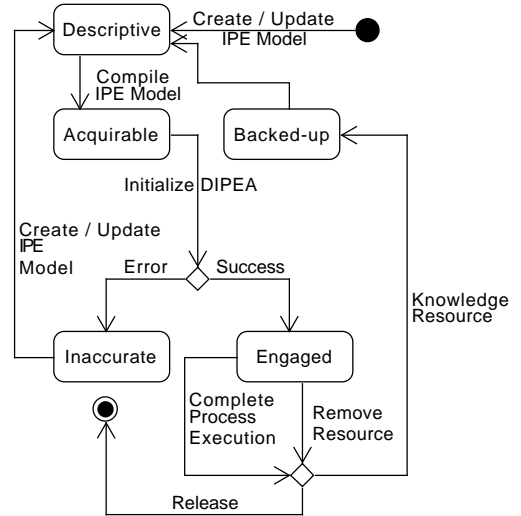 Create / Update
IPE Model
Descriptive
Compile
IPE Model
Acquirable
Backed-up
Initialize DIPEA
Create / Update
IPE
Model
Error
Success
Knowledge
Resource
Inaccurate
Engaged
Complete
Process
Execution
Remove
Resource
Release